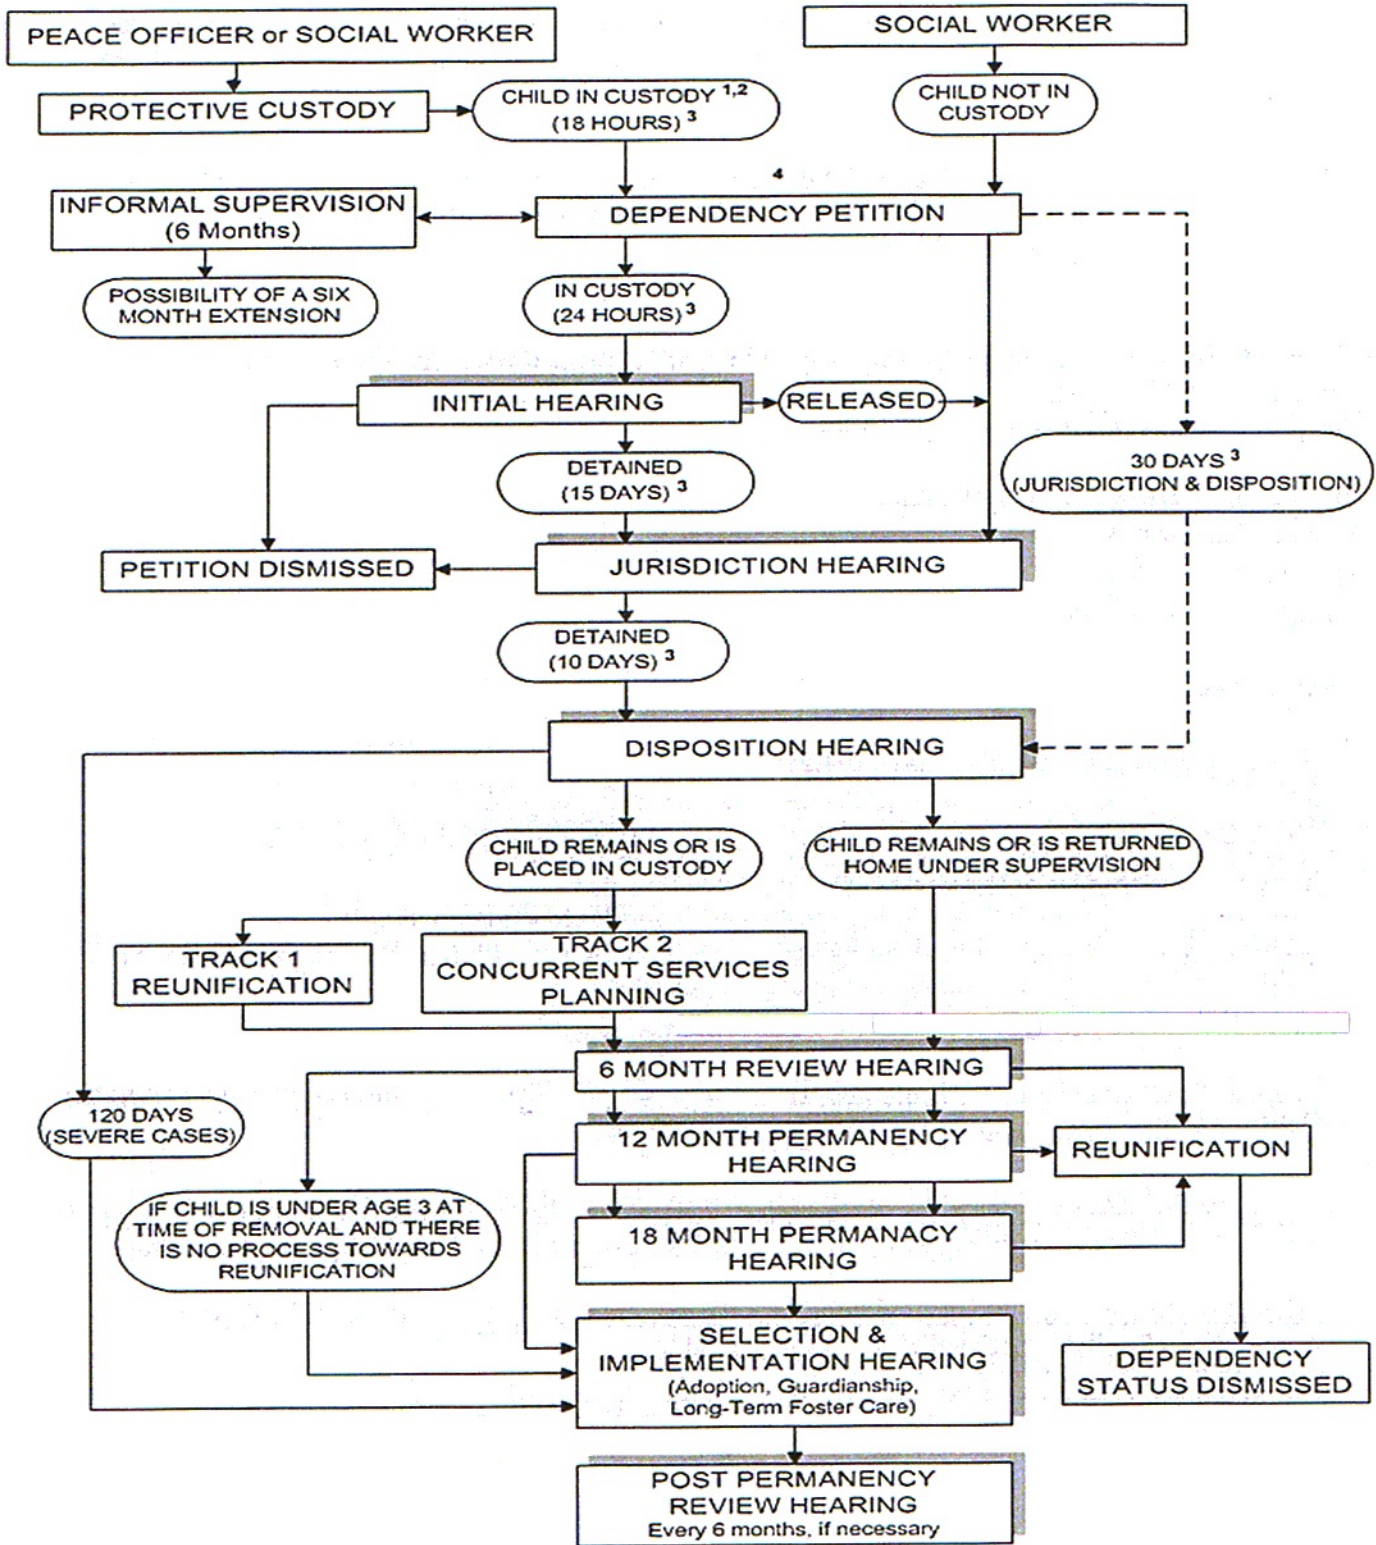 PEACE OFFICER or SOCIAL WORKER
SOCIAL WORKER
PROTECTIVE CUSTODY
CHILD IN CUSTODY 1,2
(18 HOURS) 3
CHILD NOT IN
CUSTODY
4
INFORMAL SUPERVISION
(6 Months)
DEPENDENCY PETITION
POSSIBILITY OF A SIX
MONTH EXTENSION
IN CUSTODY
(24 HOURS) 3
INITIAL HEARING
RELEASED
DETAINED
(15 DAYS) 3
30 DAYS 3
(JURISDICTION & DISPOSITION)
PETITION DISMISSED
JURISDICTION HEARING
DETAINED
(10 DAYS) 3
DISPOSITION HEARING
CHILD REMAINS OR IS
PLACED IN CUSTODY
CHILD REMAINS OR IS RETURNED
HOME UNDER SUPERVISION
TRACK 1
REUNIFICATION
TRACK 2
CONCURRENT SERVICES
PLANNING
6 MONTH REVIEW HEARING
120 DAYS
(SEVERE CASES)
12 MONTH PERMANENCY
HEARING
REUNIFICATION
IF CHILD IS UNDER AGE 3 AT
TIME OF REMOVAL AND THERE
IS NO PROCESS TOWARDS
REUNIFICATION
18 MONTH PERMANACY
HEARING
SELECTION &
IMPLEMENTATION HEARING
(Adoption, Guardianship,
Long-Term Foster Care)
DEPENDENCY
STATUS DISMISSED
POST PERMANENCY
REVIEW HEARING
Every 6 months, if necessary